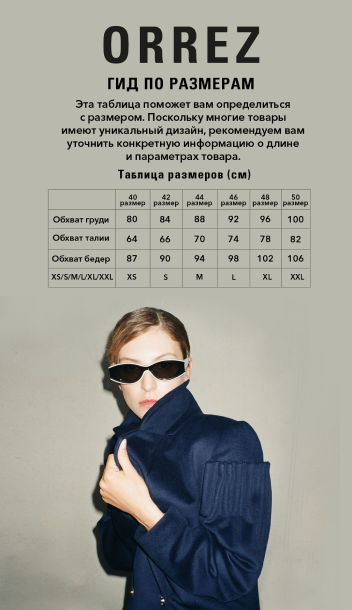 ORREZ
ГИД ПО РАЗМЕРАМ
Эта таблица поможет вам определиться
с размером. Поскольку многие товары
имеют уникальный дизайн, рекомендуем вам
уточнить конкретную информацию о длине
и параметрах товара.
Таблица размеров (см)
40 размер 42 размер 44 размер 46 размер 48 размер 50 размер
Обхват груди 80 84 88 92 96 100
Обхват талии 64 66 70 74 78 82
Обхват бедер 87 90 94 98 102 106
XS/S/M/L/XL/XXL XS S M L XL XXL